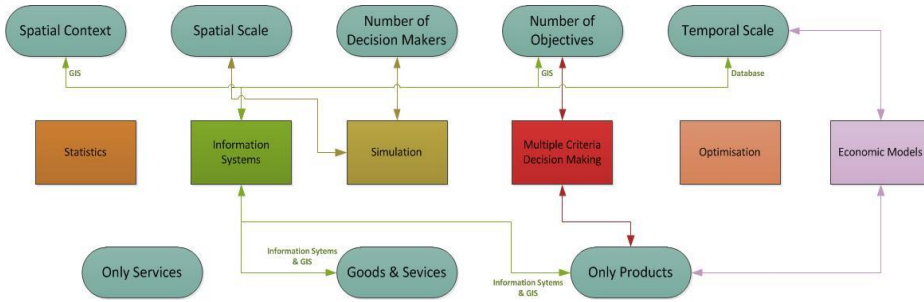 Spatial Context
Spatial Scale
Number of
Decision Makers
Number of
Objectives
Temporal Scale
GIS
GIS
Database
Statistics
Information
Systems
Simulation
Multiple Criteria
Decision Making
Optimisation
Economic Models
Only Services
Information Sytems
& GIS
Goods & Sevices
Information Sytems
& GIS
Only Products